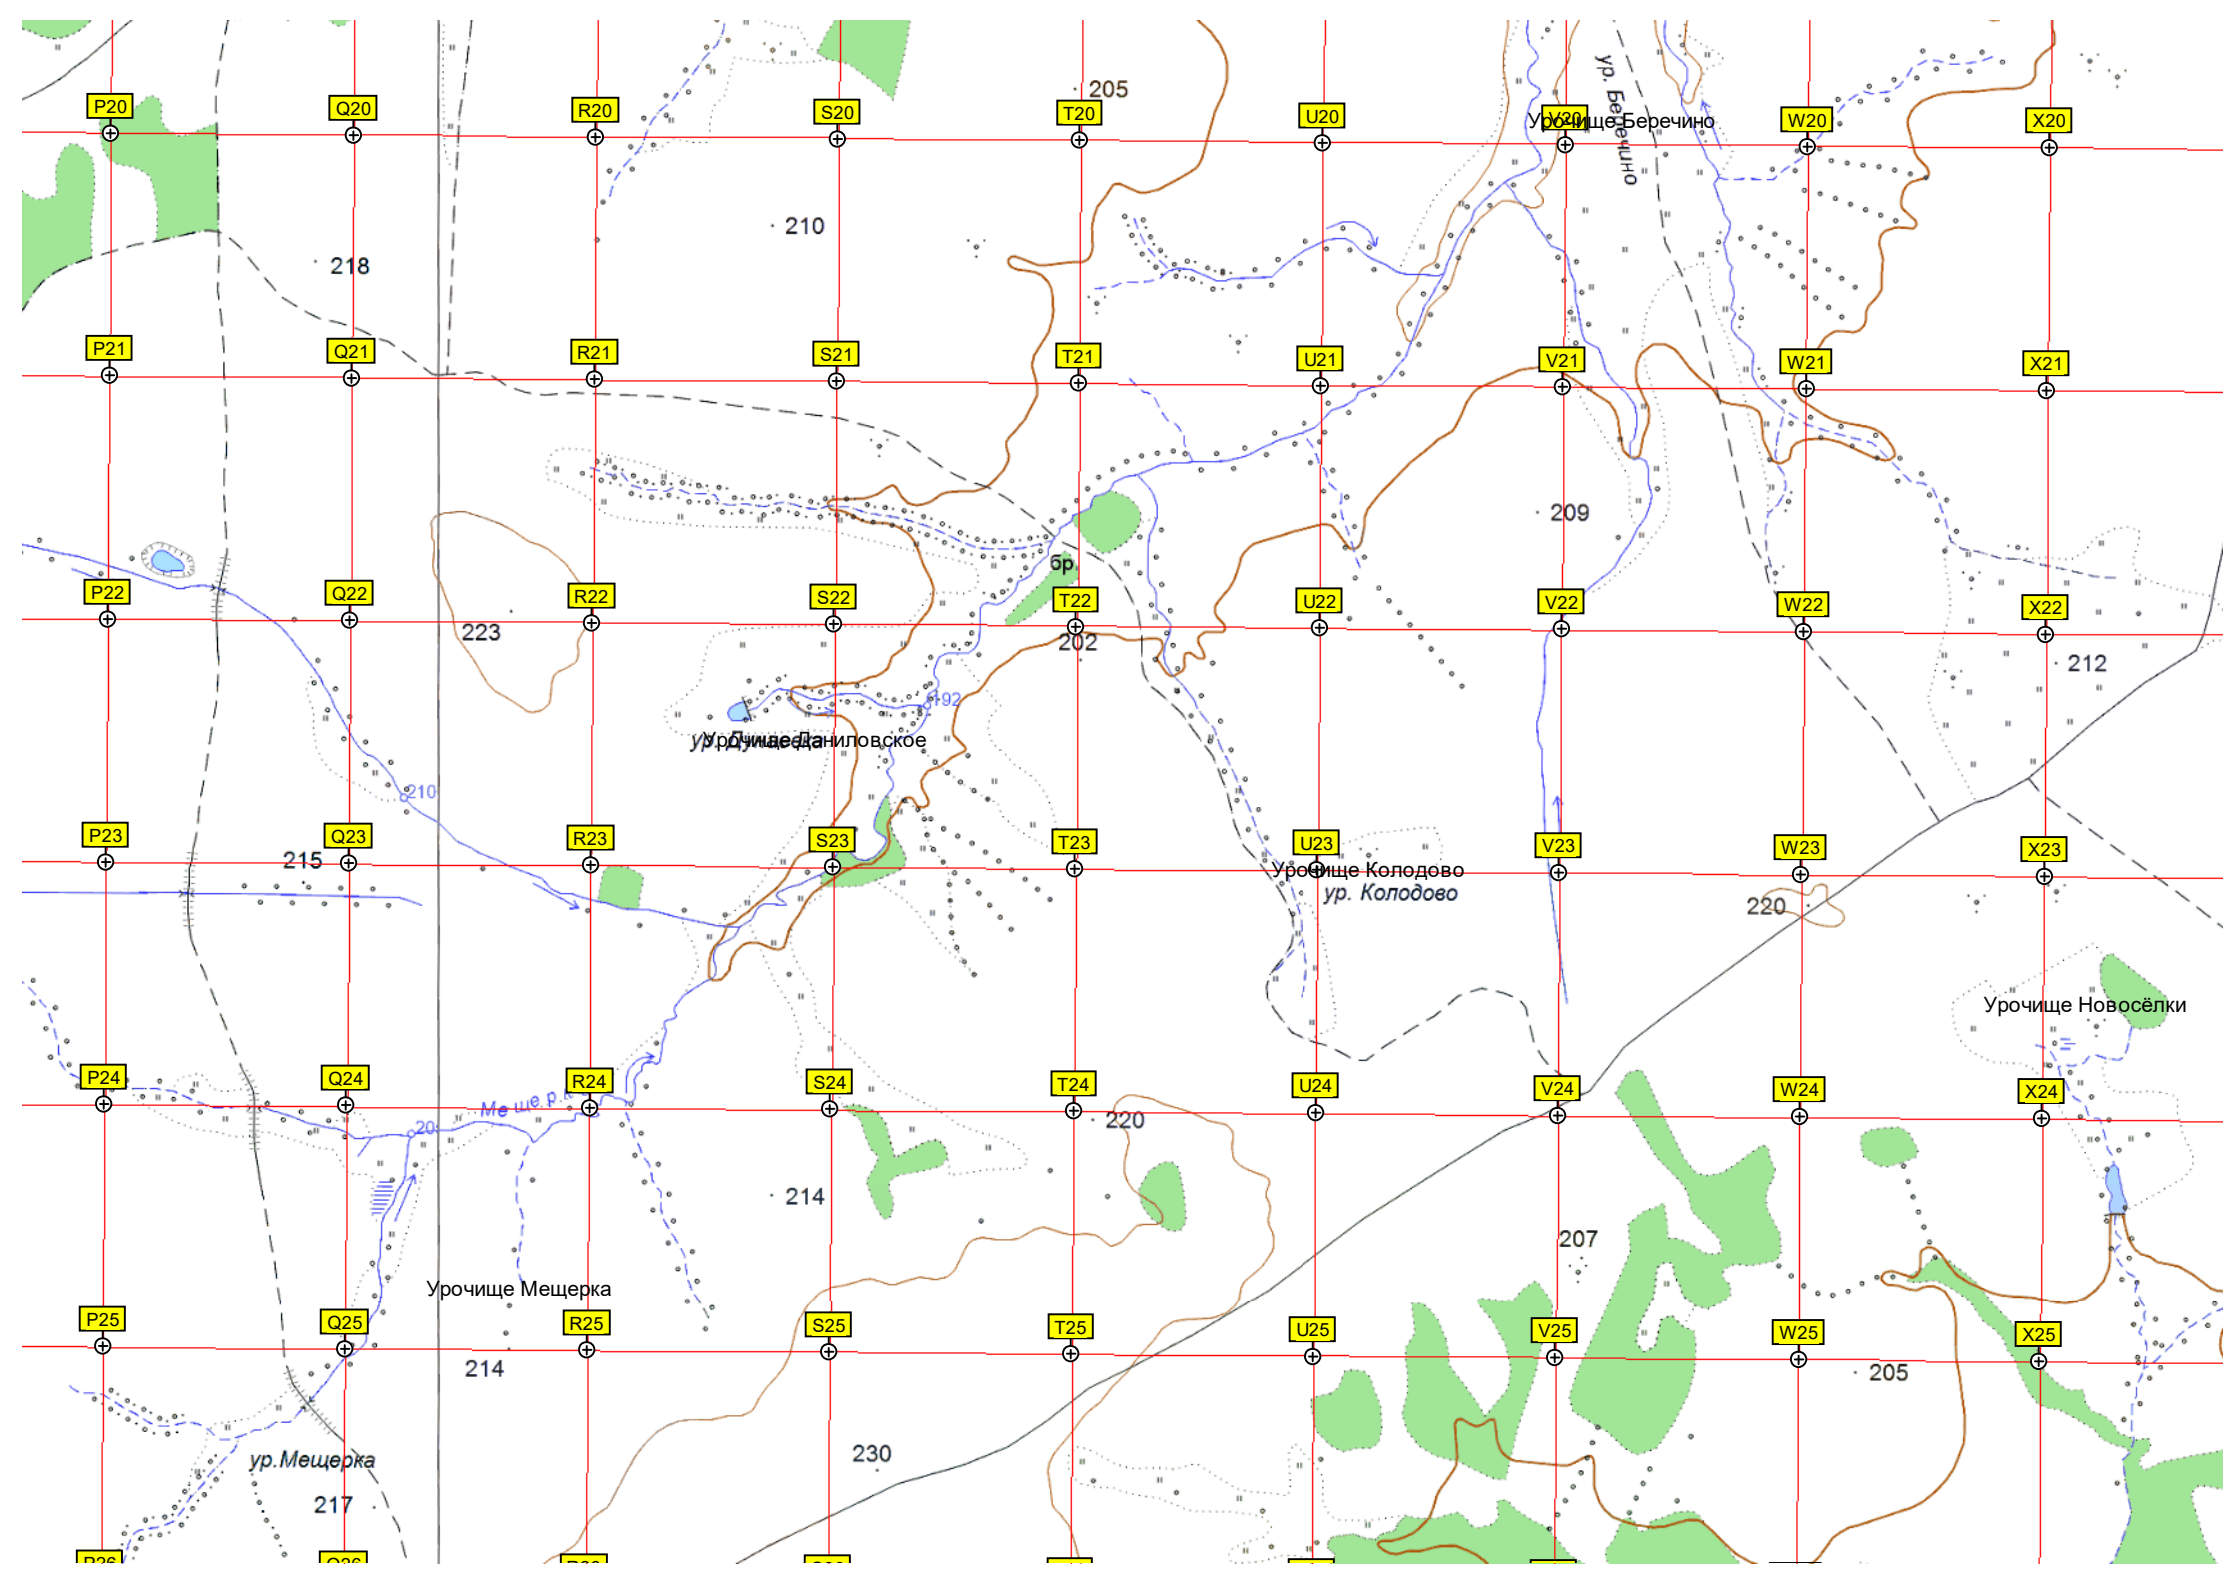 205
P20 Q20 R20 S20 T20 U20 V20 W20 X20
Урочище Беречино
ур. Беречино
210
218
P21 Q21 R21 S21 T21 U21 V21 W21 X21
209
бр.
P22 Q22 R22 S22 T22 U22 V22 W22 X22
223
202
212
192
ур.
Урочище Даниловское
210
P23 Q23 R23 S23 T23 U23 V23 W23 X23
215
Урочище Колодово
ур. Колодово
220
Урочище Новосёлки
P24 Q24 R24 S24 T24 U24 V24 W24 X24
20
220
214
207
Урочище Мещерка
P25 Q25 R25 S25 T25 U25 V25 W25 X25
214
205
230
ур.Мещерка
217